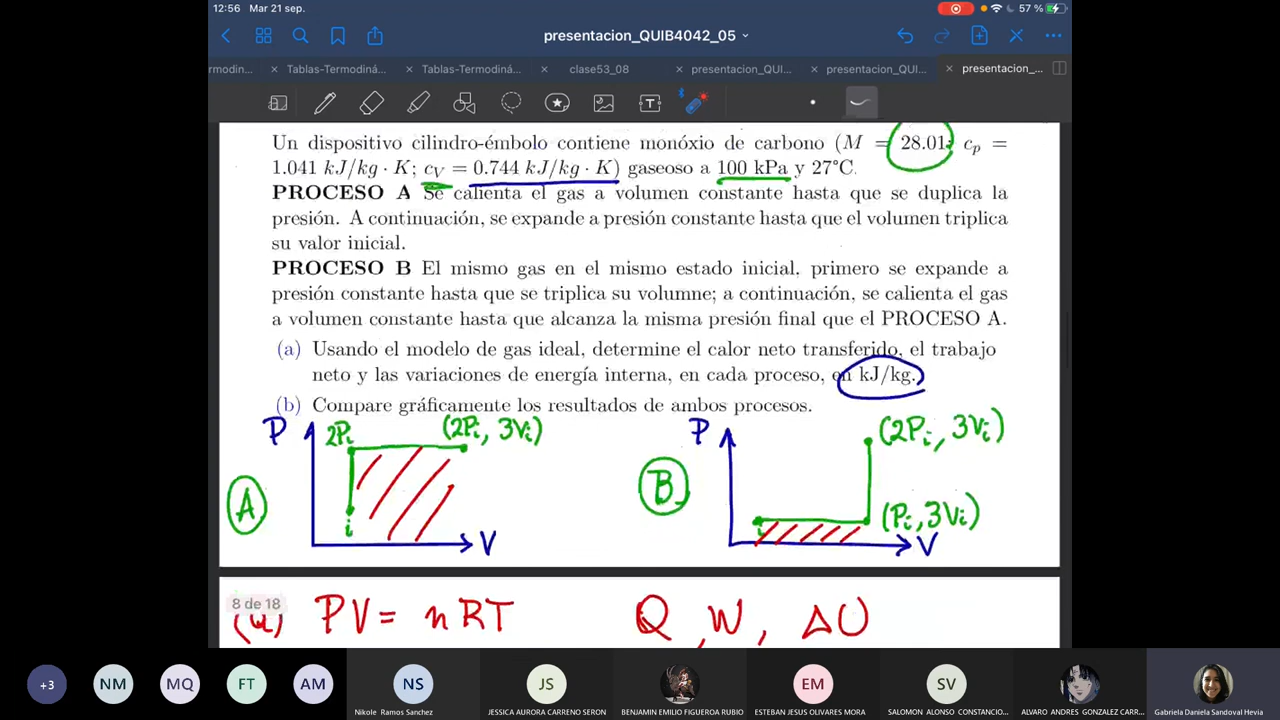 12:56 Mar 21 sep.
57 %
presentacion_QUIB4042_05
rmodin...
Tablas-Termodiná...
Tablas-Termodiná...
clase53_08
presentacion_QUI...
presentacion_QUI...
presentacion_...
Un dispositivo cilindro-émbolo contiene monóxio de carbono (M = 28.01; cp =
1.041 kJ/kg · K; cV = 0.744 kJ/kg · K) gaseoso a 100 kPa y 27°C.
PROCESO A Se calienta el gas a volumen constante hasta que se duplica la
presión. A continuación, se expande a presión constante hasta que el volumen triplica
su valor inicial.
PROCESO B El mismo gas en el mismo estado inicial, primero se expande a
presión constante hasta que se triplica su volumne; a continuación, se calienta el gas
a volumen constante hasta que alcanza la misma presión final que el PROCESO A.
(a) Usando el modelo de gas ideal, determine el calor neto transferido, el trabajo
neto y las variaciones de energía interna, en cada proceso, en kJ/kg.
(b) Compare gráficamente los resultados de ambos procesos.
P 2Pi (2Pi, 3Vi) P (2Pi, 3Vi)
A B
i i (Pi, 3Vi)
V V
8 de 18
(a) PV = nRT Q, W, ΔU
+3 NM MQ FT AM NS JS EM SV
Nikole Ramos Sanchez
JESSICA AURORA CARRENO SERON
BENJAMIN EMILIO FIGUEROA RUBIO
ESTEBAN JESUS OLIVARES MORA
SALOMON ALONSO CONSTANCIO...
ALVARO ANDRES GONZALEZ CARR...
Gabriela Daniela Sandoval Hevia